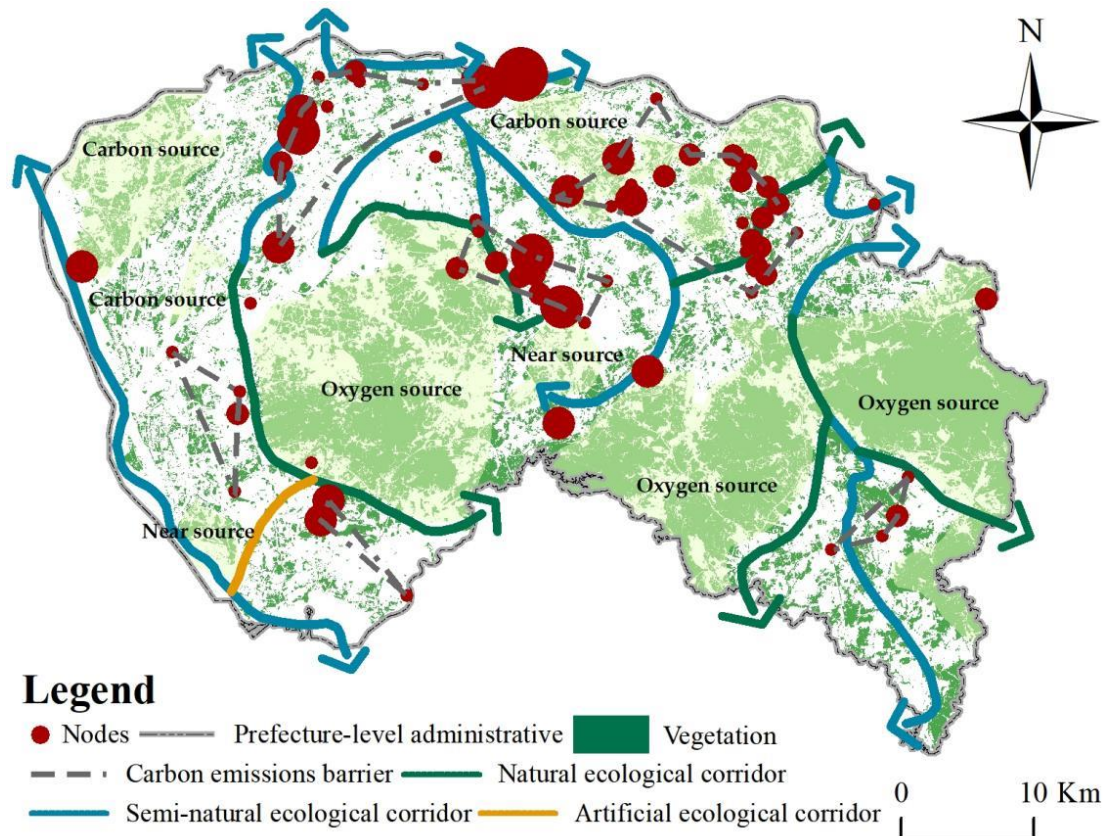 N
Carbon source
Carbon source
Carbon source
Near source
Oxygen source
Oxygen source
Oxygen source
Near source
Legend
Nodes Prefecture-level administrative Vegetation
Carbon emissions barrier Natural ecological corridor
Semi-natural ecological corridor Artificial ecological corridor
0 10 Km